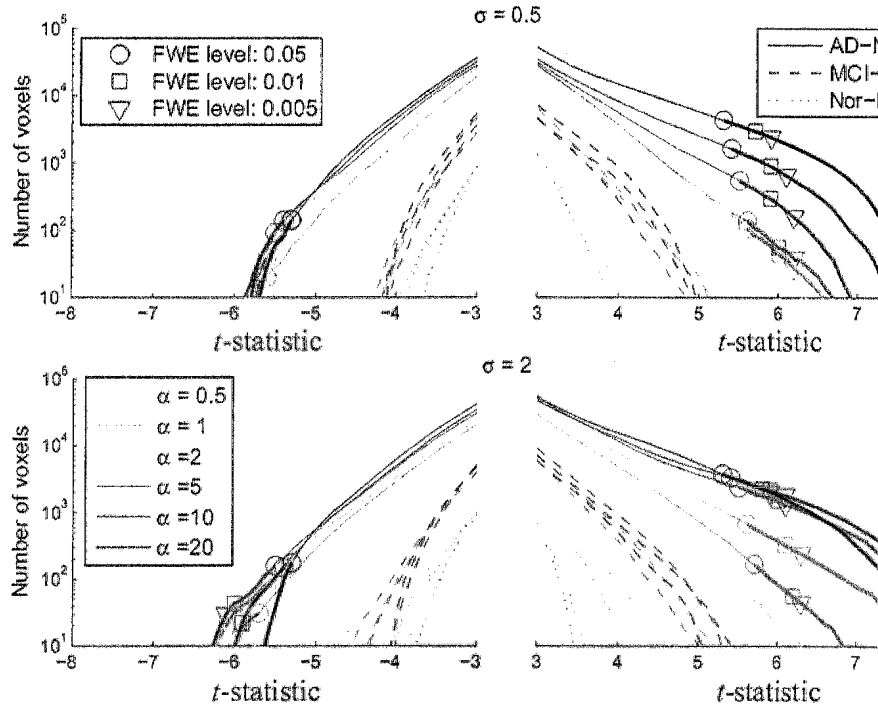 σ = 0.5
FWE level: 0.05
FWE level: 0.01
FWE level: 0.005
AD-N
MCI-
Nor-
Number of voxels
10^5
10^4
10^3
10^2
10^1
-8 -7 -6 -5 -4 -3 3 4 5 6 7
t-statistic t-statistic
σ = 2
α = 0.5
α = 1
α = 2
α =5
α =10
α =20
Number of voxels
10^5
10^4
10^3
10^2
10^1
-8 -7 -6 -5 -4 -3 3 4 5 6 7
t-statistic t-statistic